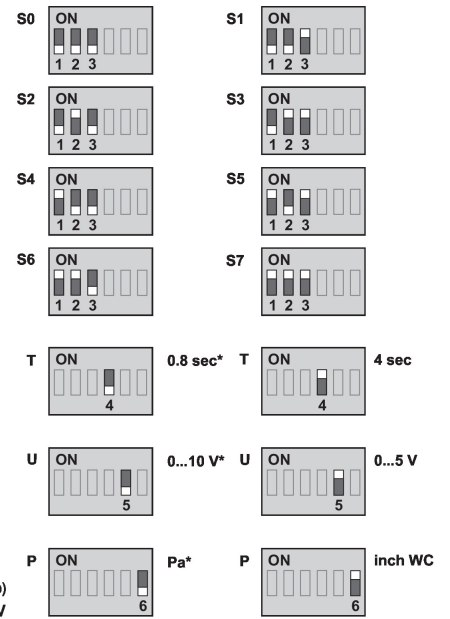 S0 ON S1 ON
1 2 3 1 2 3
S2 ON S3 ON
1 2 3 1 2 3
S4 ON S5 ON
1 2 3 1 2 3
S6 ON S7 ON
1 2 3 1 2 3
T ON 0.8 sec* T ON 4 sec
4 4
U ON 0...10 V* U ON 0...5 V
5 5
P ON Pa* P ON inch WC
)
6 6
V